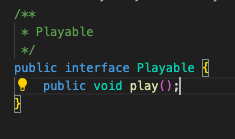 /**
 * Playable
 */
public interface Playable {
    public void play();
}